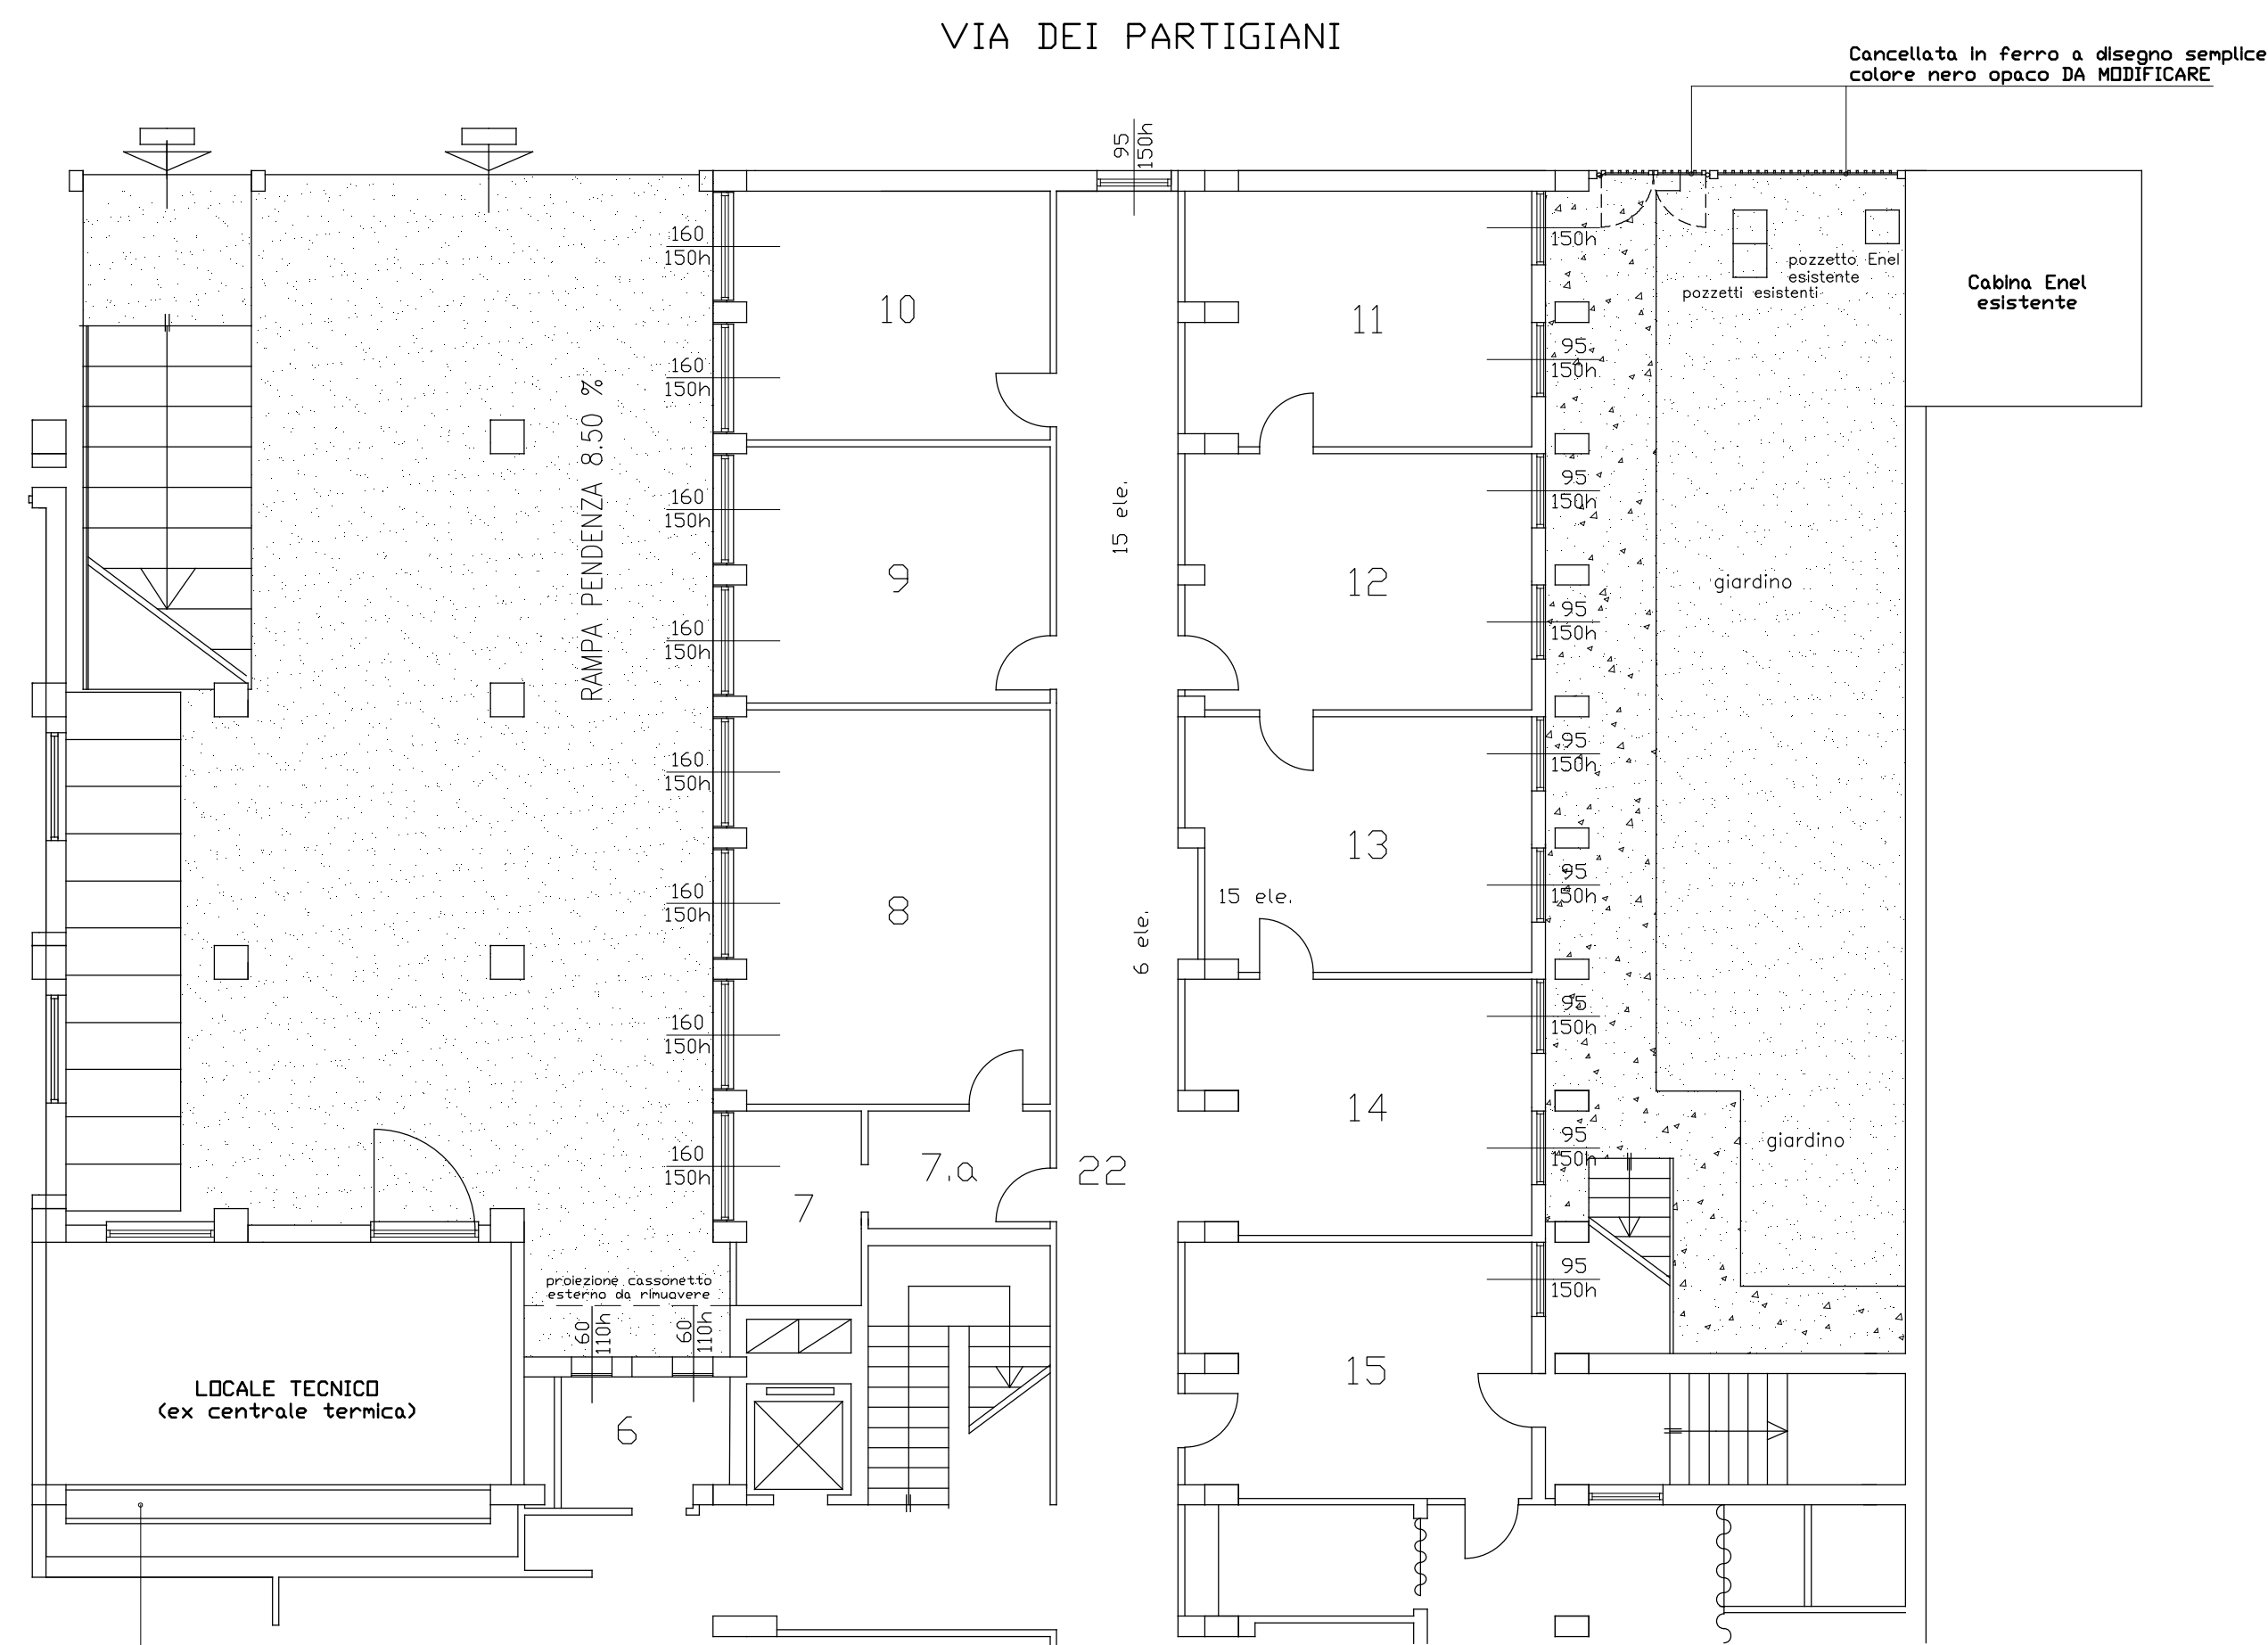 VIA DEI PARTIGIANI
Cancellata in ferro a disegno semplice
colore nero opaco DA MODIFICARE
95
150h
160
150h
150h
pozzetto Enel
esistente
pozzetti esistenti
Cabina Enel
esistente
10
11
160
150h
95
150h
RAMPA PENDENZA 8.50 %
160
150h
15 ele.
95
150h
9
12
giardino
160
150h
95
150h
160
150h
95
150h
13
160
150h
8
15 ele.
6 ele.
95
150h
160
150h
95
150h
14
160
150h
7.a
22
95
150h
giardino
7
proiezione cassonetto
esterno da rimuovere
60
110h
60
110h
95
150h
LOCALE TECNICO
(ex centrale termica)
6
15